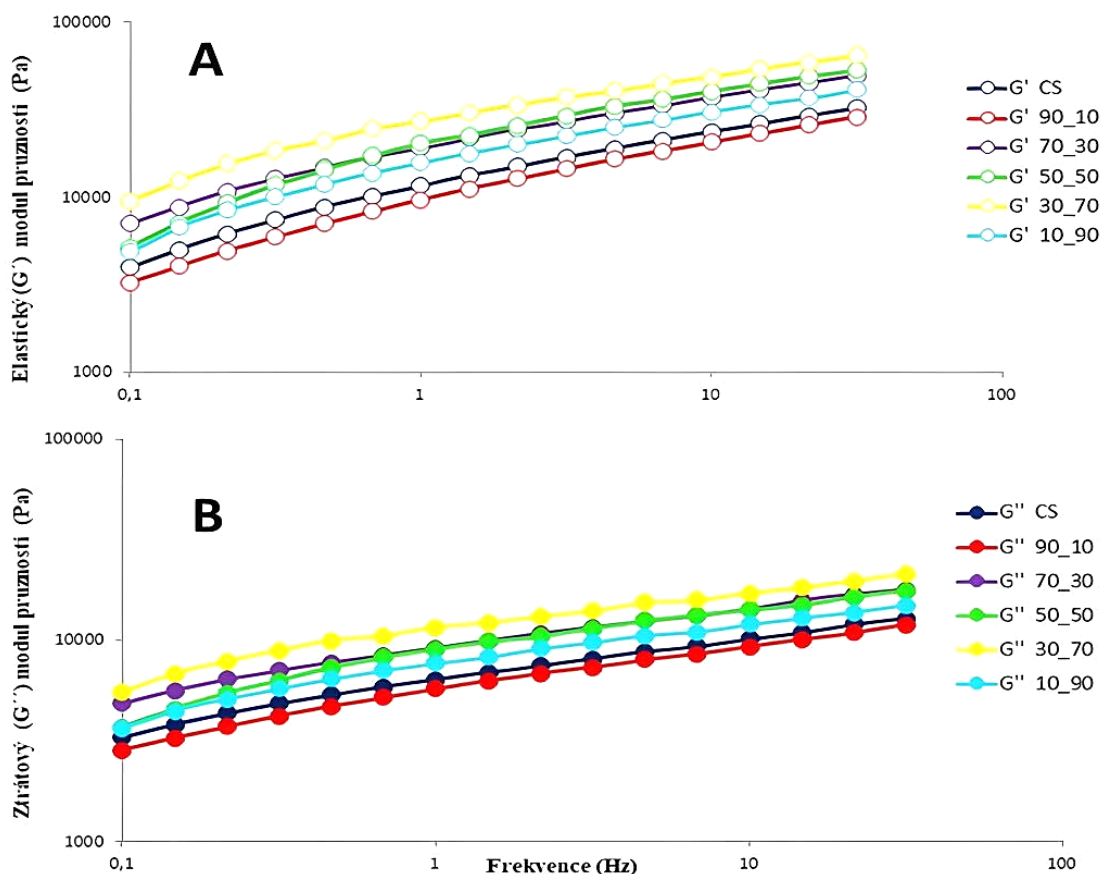 100000
A
10000
1000
0,1
1
10
100
Elastický (G´) modul pruznosti (Pa)
G' CS
G' 90_10
G' 70_30
G' 50_50
G' 30_70
G' 10_90
100000
B
10000
1000
0,1
1
10
100
Ztrátový (G´´) modul pruznosti (Pa)
Frekvence (Hz)
G'' CS
G'' 90_10
G'' 70_30
G'' 50_50
G'' 30_70
G'' 10_90